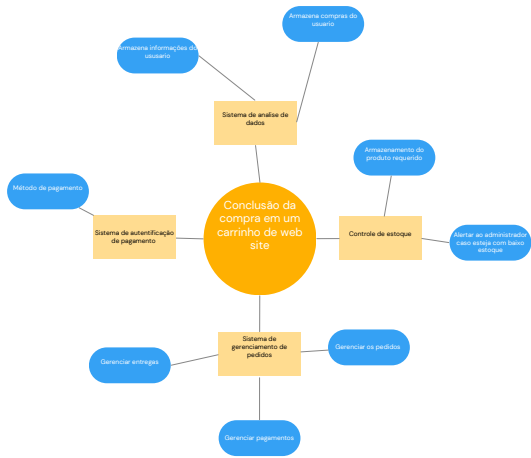 Armazena compras do
usuerio
Armazena informações do
ususario
Sistema de analise de
dados
Armazenamento do
produto requerido
Método de pagamento
Conclusão da
compra em um
carrinho de web
site
Sistema de autentificação
de pagamento
Controle de estoque
Alertar ao administrador
caso esteja com baixo
estoque
Sistema de
gerenciamento de
pedidos
Gerenciar os pedidos
Gerenciar entregas
Gerenciar pagamentos